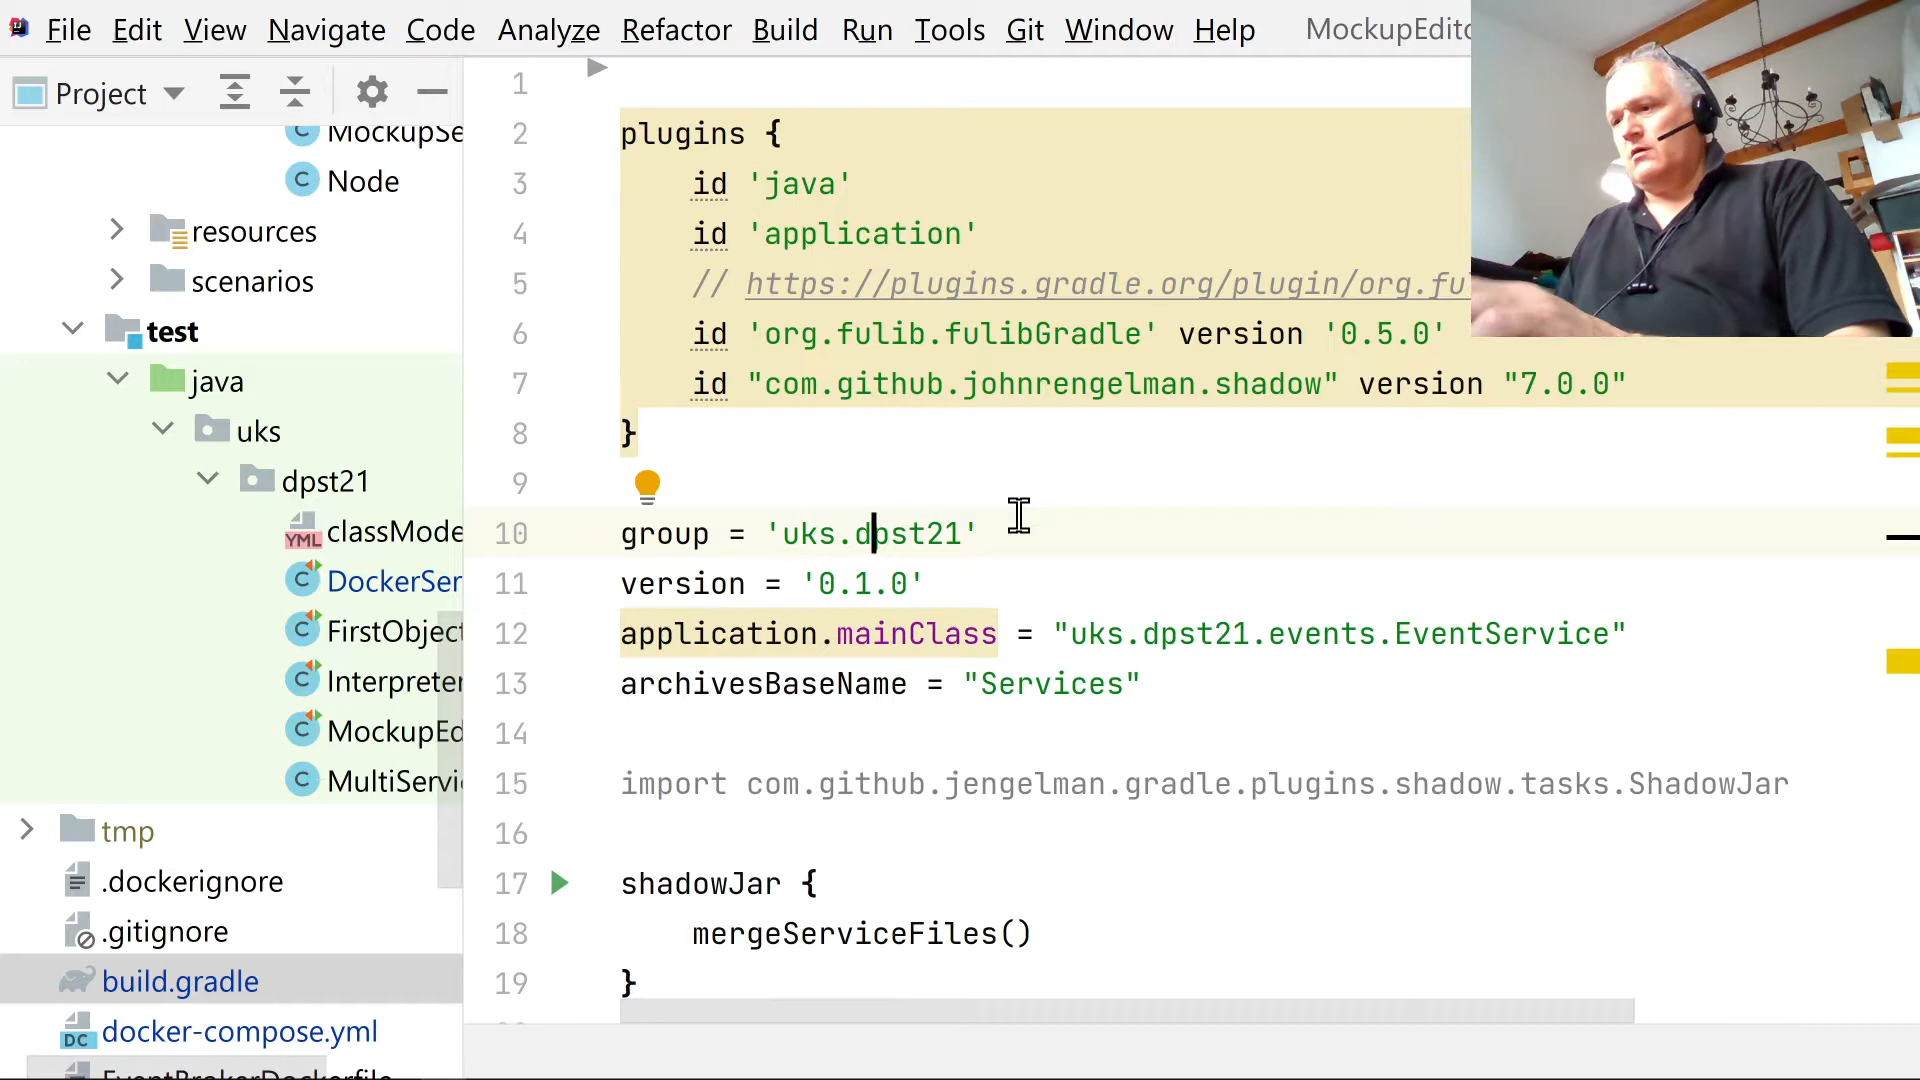 File Edit View Navigate Code Analyze Refactor Build Run Tools Git Window Help MockupEdito
Project
MockupSe
Node
resources
scenarios
test
java
uks
dpst21
classMode
DockerSer
FirstObject
Interpreter
MockupEd
MultiServi
tmp
.dockerignore
.gitignore
build.gradle
docker-compose.yml
EventBrokerDockerfile
1
2 plugins {
3 id 'java'
4 id 'application'
5 // https://plugins.gradle.org/plugin/org.ful
6 id 'org.fulib.fulibGradle' version '0.5.0'
7 id "com.github.johnrengelman.shadow" version "7.0.0"
8 }
9
10 group = 'uks.dpst21'
11 version = '0.1.0'
12 application.mainClass = "uks.dpst21.events.EventService"
13 archivesBaseName = "Services"
14
15 import com.github.jengelman.gradle.plugins.shadow.tasks.ShadowJar
16
17 shadowJar {
18 mergeServiceFiles()
19 }